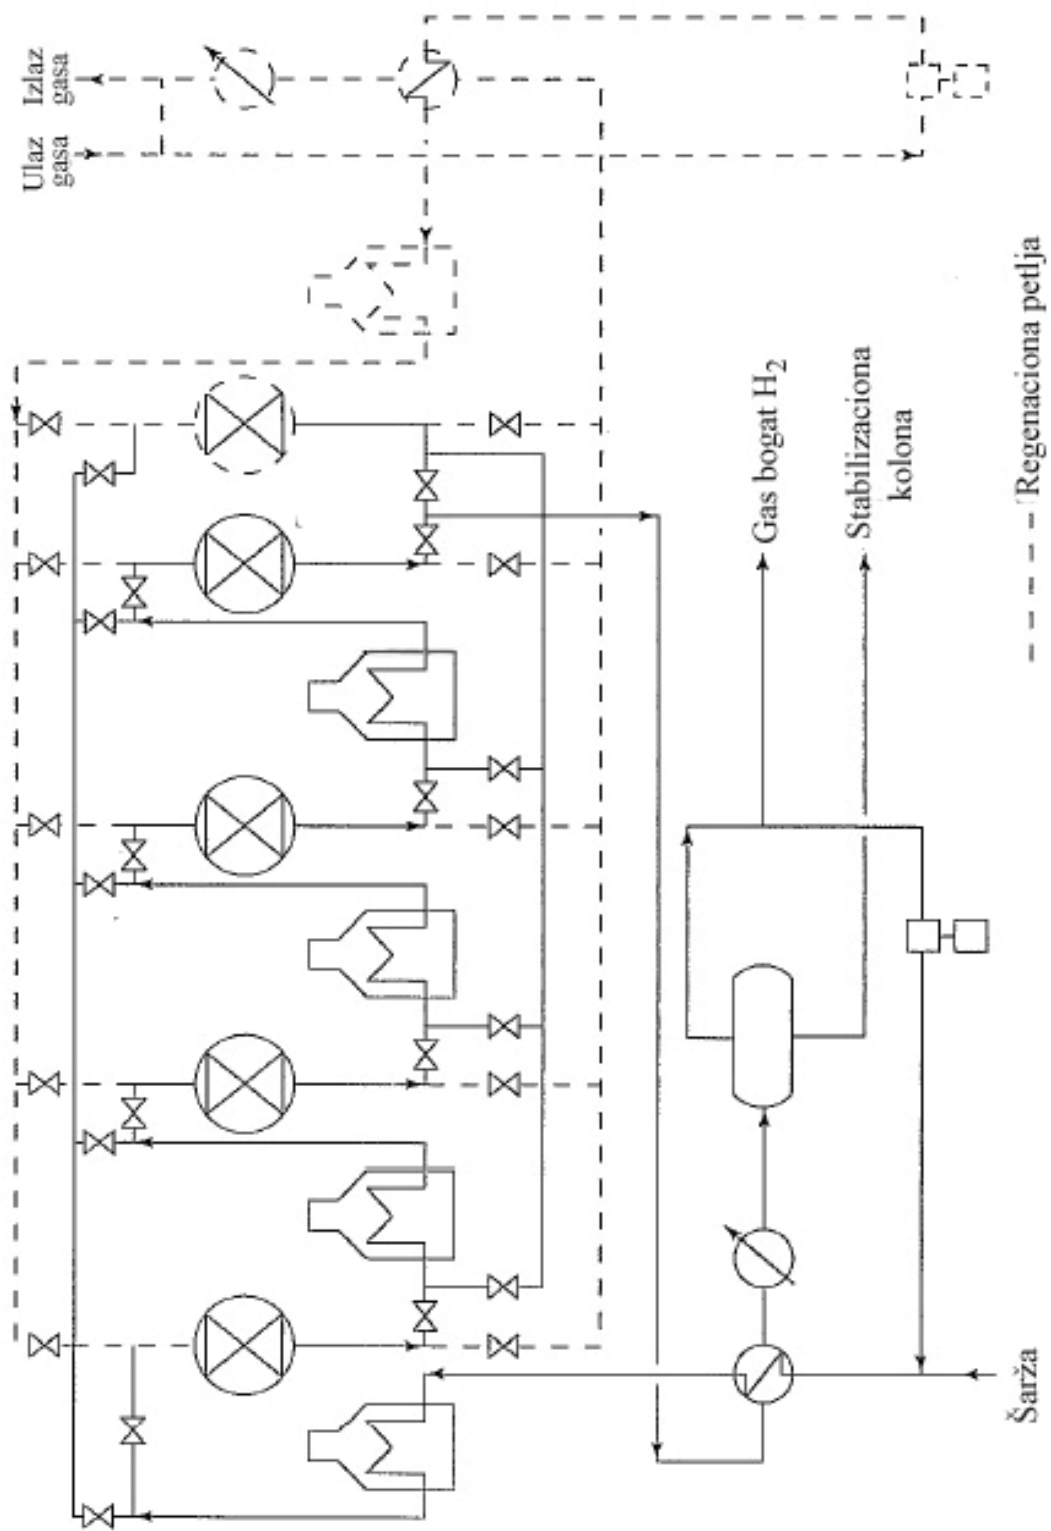 Izlaz
gasa
Ulaz
gasa
Gas bogat H₂
Stabilizaciona
kolona
Regenaciona petlja
Šarža